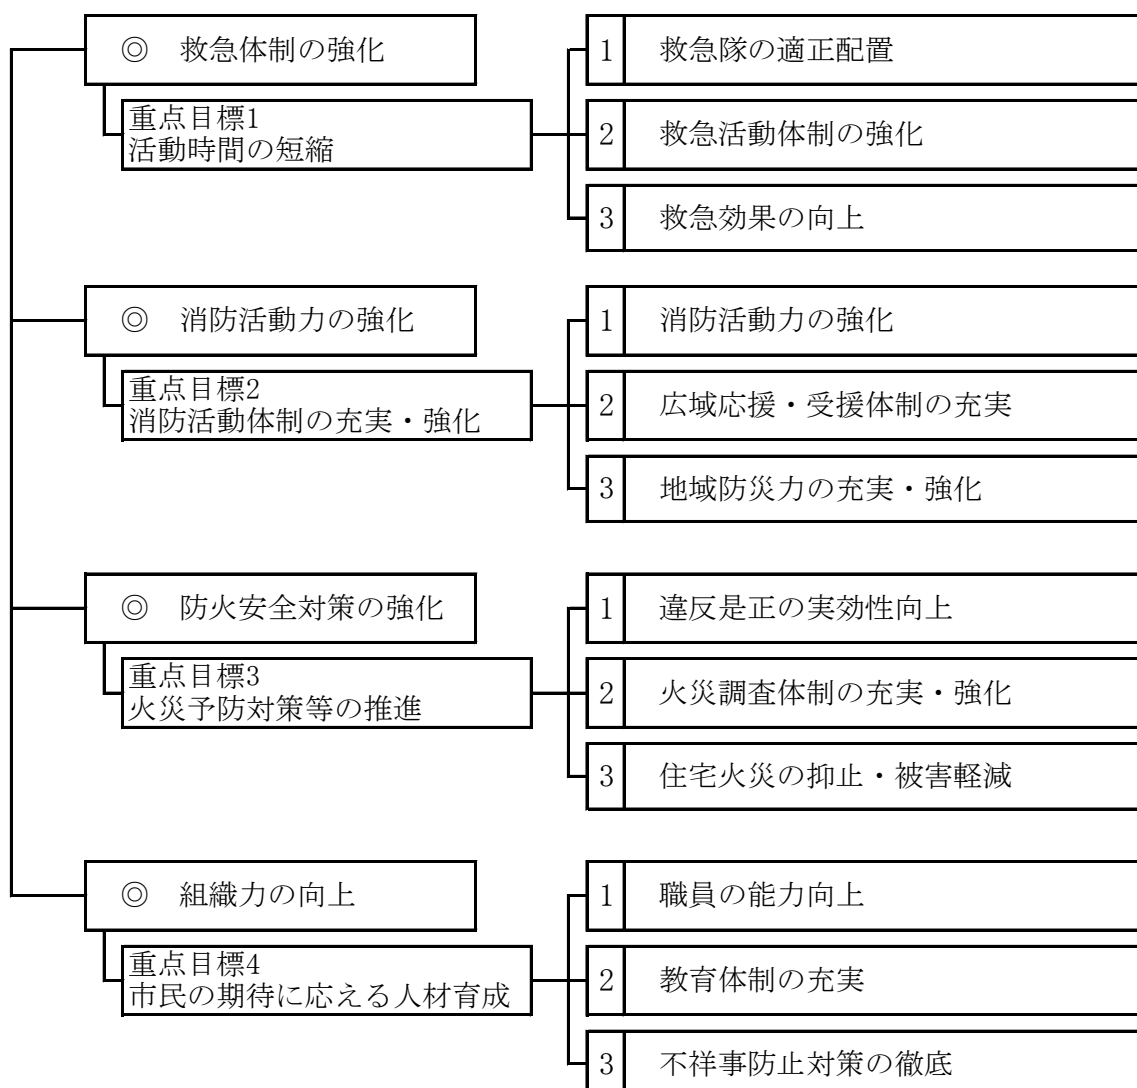 ◎ 救急体制の強化
重点目標1
活動時間の短縮
1 救急隊の適正配置
2 救急活動体制の強化
3 救急効果の向上
◎ 消防活動力の強化
重点目標2
消防活動体制の充実・強化
1 消防活動力の強化
2 広域応援・受援体制の充実
3 地域防災力の充実・強化
◎ 防火安全対策の強化
重点目標3
火災予防対策等の推進
1 違反是正の実効性向上
2 火災調査体制の充実・強化
3 住宅火災の抑止・被害軽減
◎ 組織力の向上
重点目標4
市民の期待に応える人材育成
1 職員の能力向上
2 教育体制の充実
3 不祥事防止対策の徹底